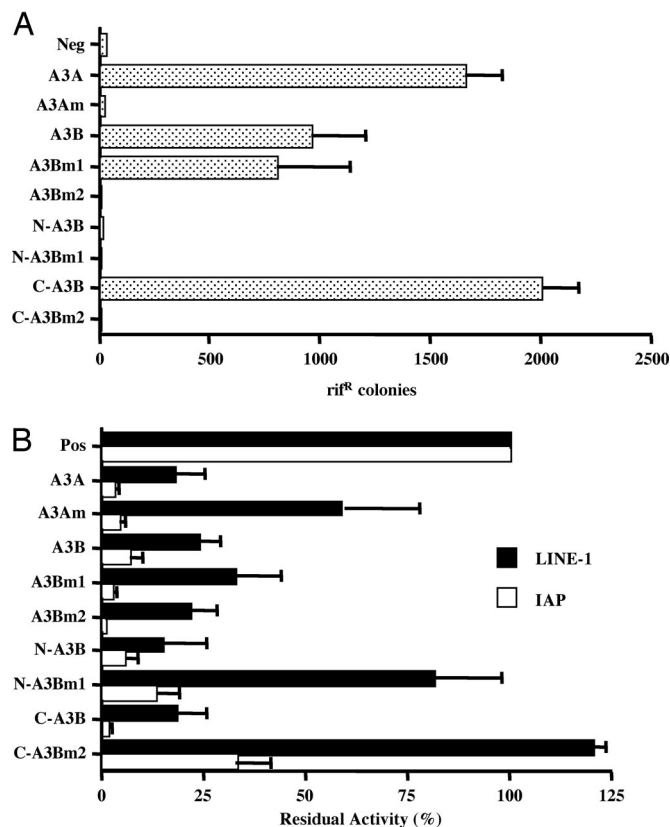 A
Neg
A3A
A3Am
A3B
A3Bm1
A3Bm2
N-A3B
N-A3Bm1
C-A3B
C-A3Bm2
0 500 1000 1500 2000 2500
rifR colonies
B
Pos
A3A
A3Am
A3B
A3Bm1
A3Bm2
N-A3B
N-A3Bm1
C-A3B
C-A3Bm2
LINE-1
IAP
0 25 50 75 100 125
Residual Activity (%)